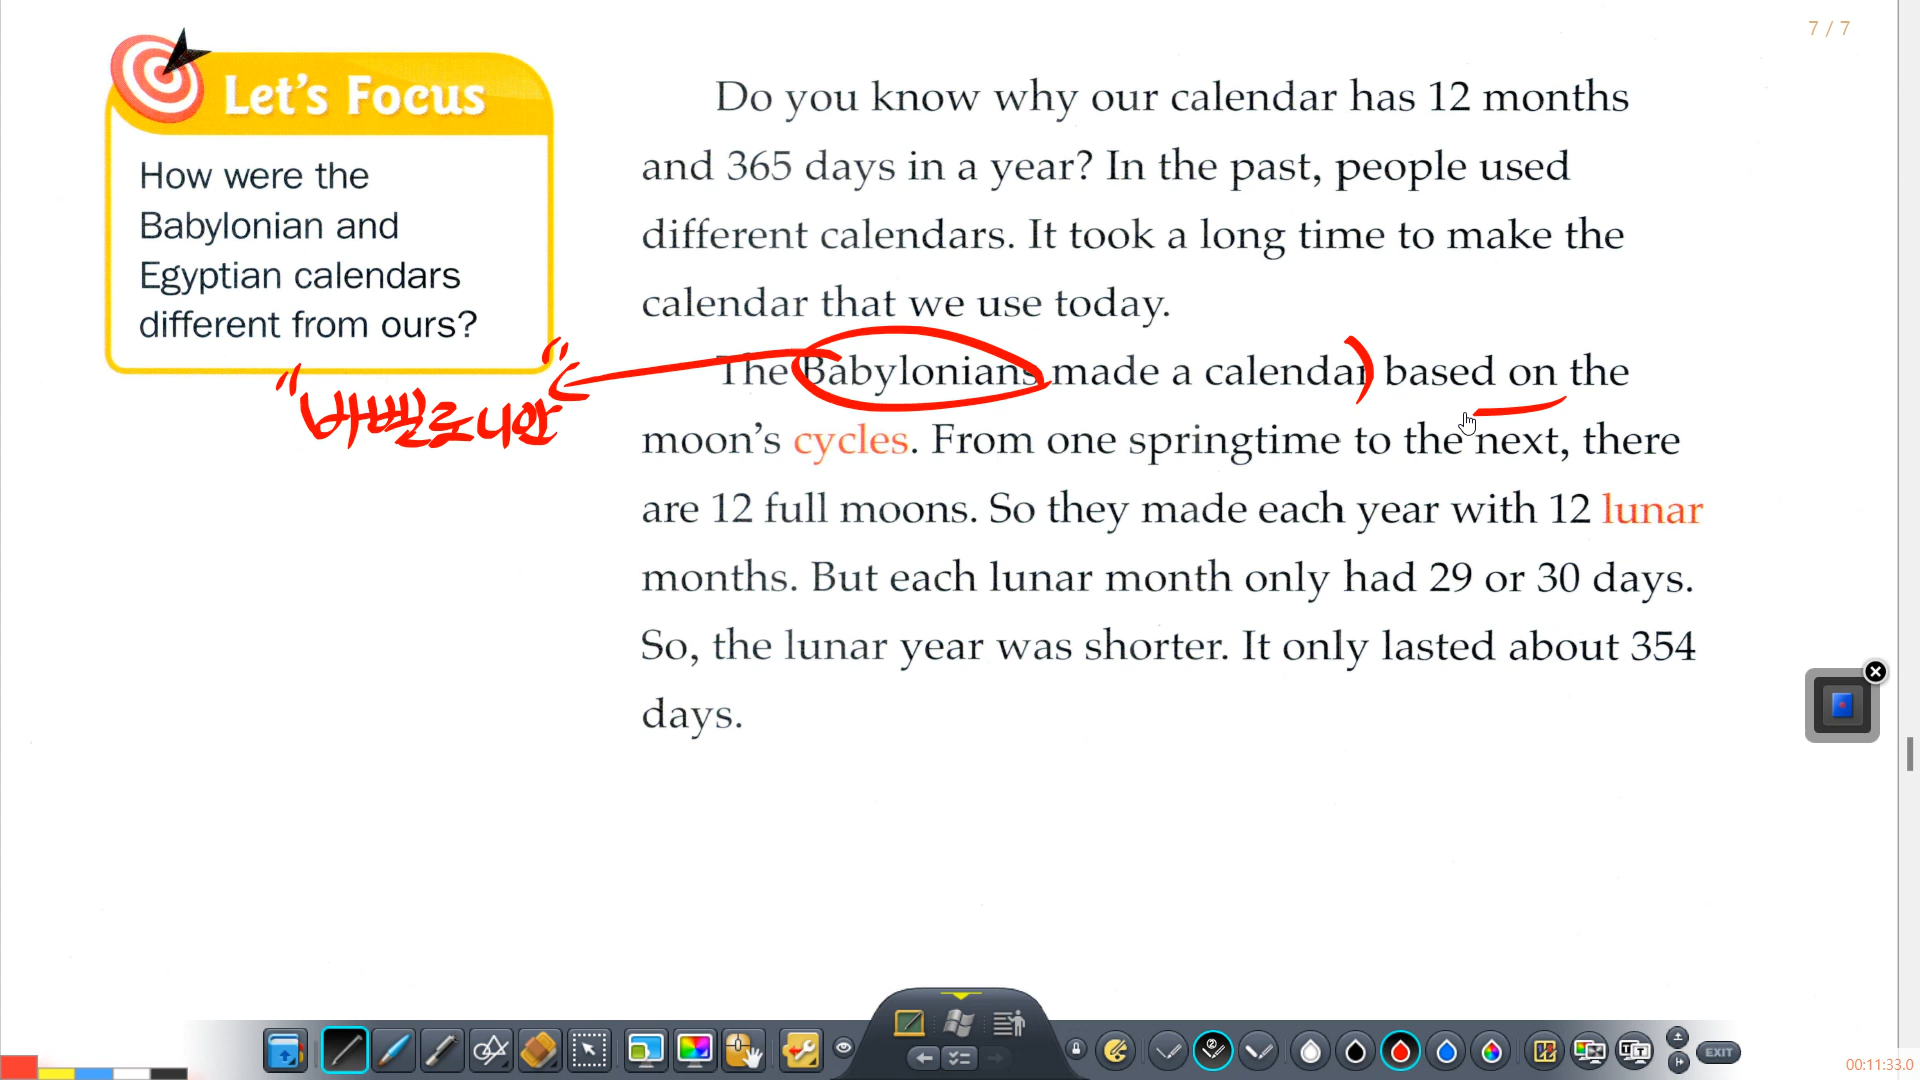 7 / 7
Let's Focus
How were the
Babylonian and
Egyptian calendars
different from ours?
"바벨로니안"
Do you know why our calendar has 12 months
and 365 days in a year? In the past, people used
different calendars. It took a long time to make the
calendar that we use today.
The Babylonians made a calendar) based on the
moon's cycles. From one springtime to the next, there
are 12 full moons. So they made each year with 12 lunar
months. But each lunar month only had 29 or 30 days.
So, the lunar year was shorter. It only lasted about 354
days.
EXIT
00:11:33.0